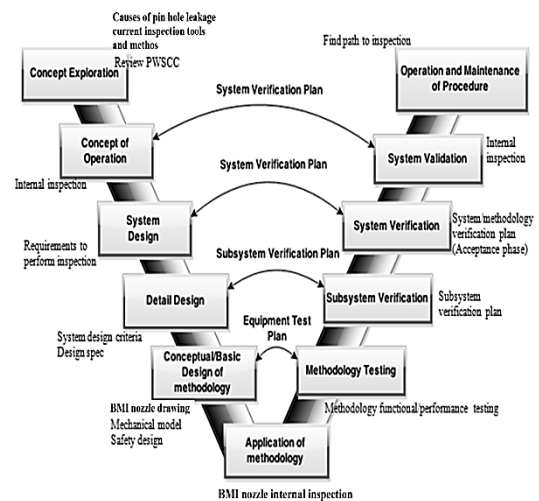 Causes of pin hole leakage
current inspection tools
and methos
Review PWSCC
Concept Exploration
Find path to inspection
Operation and Maintenance
of Procedure
System Verification Plan
Concept of
Operation
Internal inspection
System Validation
Internal
inspection
System Verification Plan
System
Design
Requirements to
perform inspection
System Verification
System/methodology
verification plan
(Acceptance phase)
Subsystem Verification Plan
Detail Design
System design criteria
Design spec
Subsystem Verification
Subsystem
verification plan
Equipment Test
Plan
Conceptual/Basic
Design of
methodology
BMI nozzle drawing
Mechanical model
Safety design
Methodology Testing
Methodology functional/performance testing
Application of
methodology
BMI nozzle internal inspection